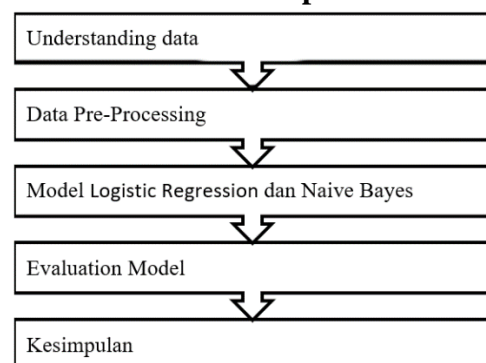 Understanding data
Data Pre-Processing
Model Logistic Regression dan Naive Bayes
Evaluation Model
Kesimpulan